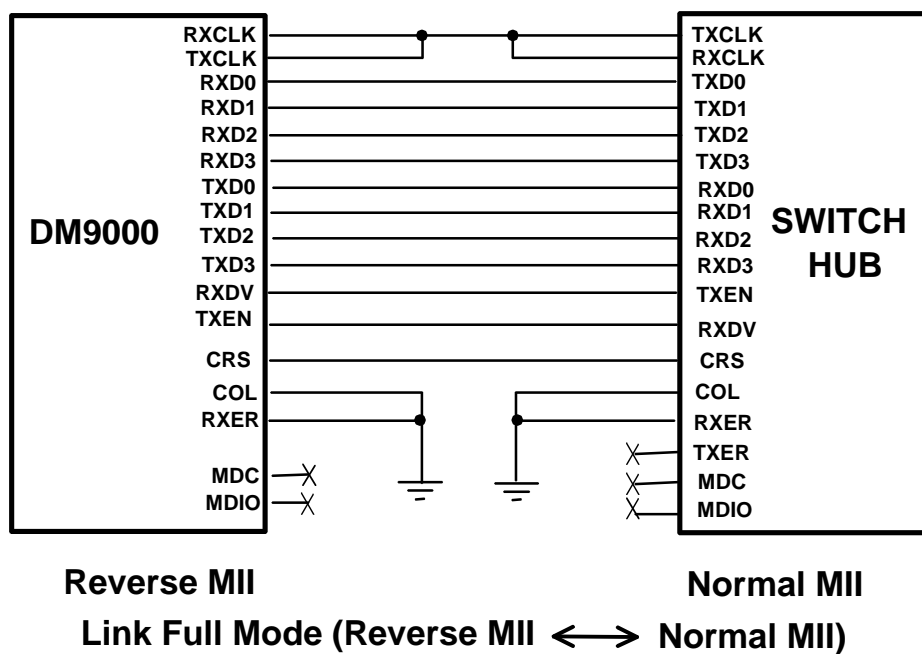 RXCLK
TXCLK
RXD0
RXD1
RXD2
RXD3
TXD0
TXD1
TXD2
TXD3
RXDV
TXEN
CRS
COL
RXER
MDC
MDIO
DM9000
TXCLK
RXCLK
TXD0
TXD1
TXD2
TXD3
RXD0
RXD1
RXD2
RXD3
TXEN
RXDV
CRS
COL
RXER
TXER
MDC
MDIO
SWITCH
HUB
Reverse MII
Normal MII
Link Full Mode (Reverse MII <--> Normal MII)